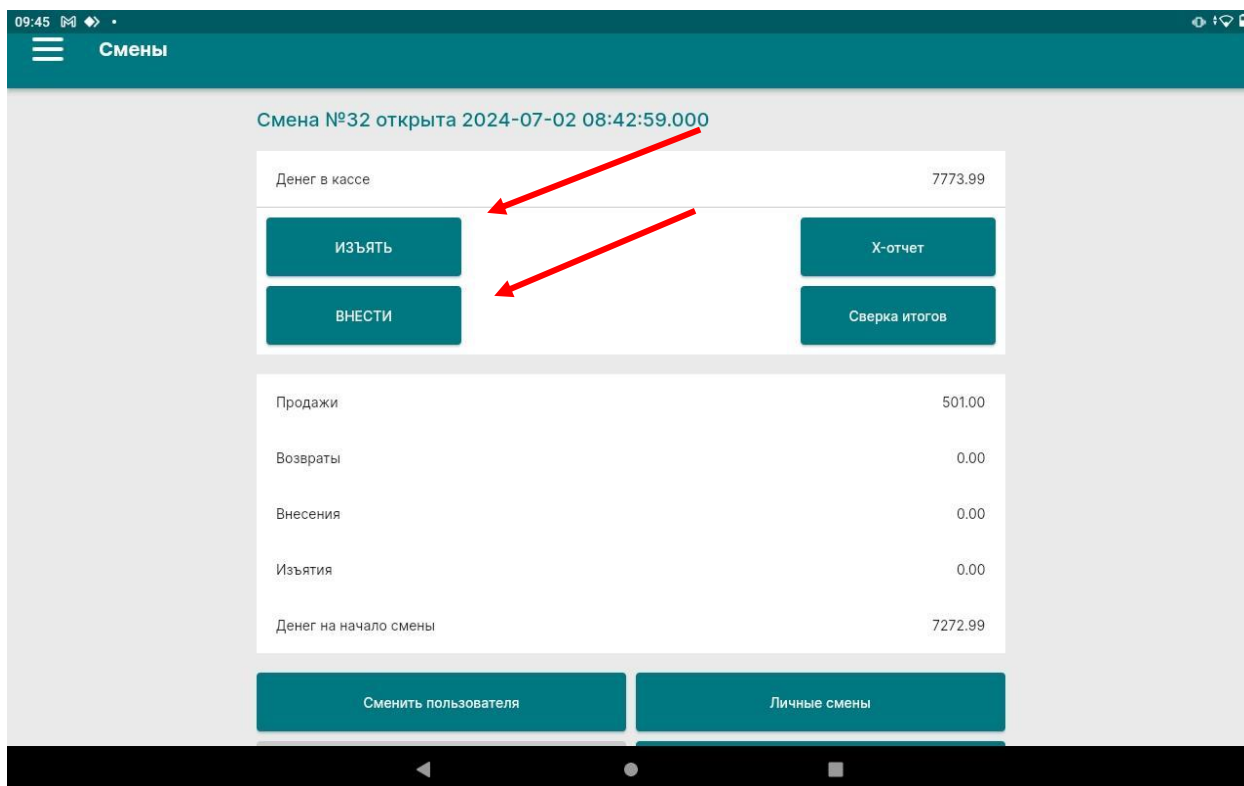 09:45
Смены
Смена №32 открыта 2024-07-02 08:42:59.000
Денег в кассе 7773.99
ИЗЪЯТЬ X-отчет
ВНЕСТИ Сверка итогов
Продажи 501.00
Возвраты 0.00
Внесения 0.00
Изъятия 0.00
Денег на начало смены 7272.99
Сменить пользователя Личные смены